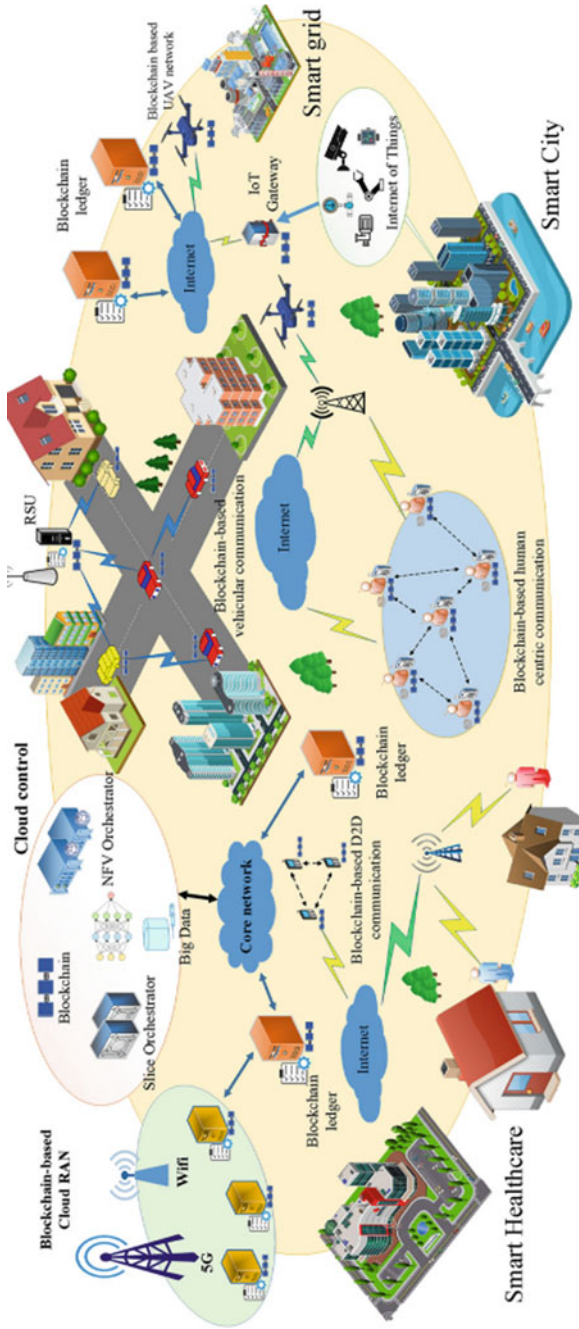 Blockchain-based
Cloud RAN
5G
Wifi
Cloud control
Blockchain
NFV Orchestrator
Slice Orchestrator
Big Data
RSU
Blockchain
ledger
Blockchain based
UAV network
Smart grid
Internet
IoT
Gateway
Internet of Things
Smart City
Blockchain-based
vehicular communication
Internet
Blockchain-based human
centric communication
Core network
Blockchain
ledger
Blockchain
ledger
Blockchain-based D2D
communication
Internet
Smart Healthcare